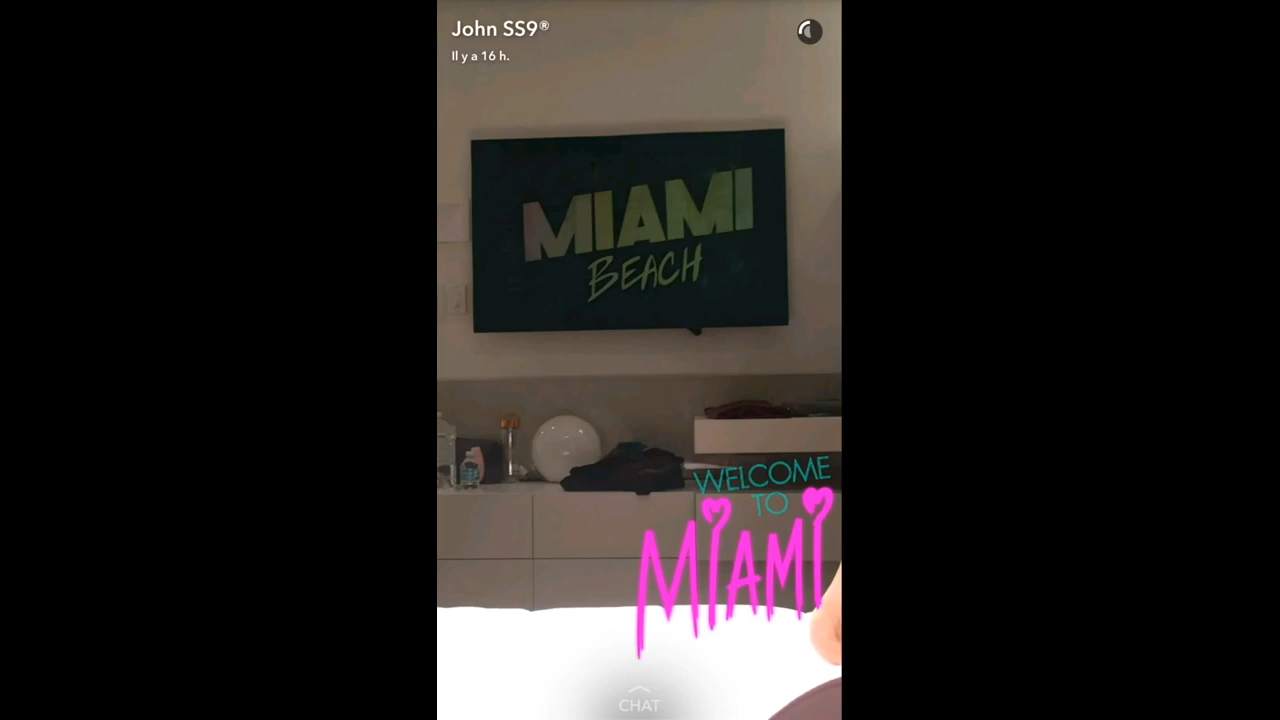 John SS9®
Il y a 16 h.
MIAMI
BEACH
WELCOME
TO
MIAMI
CHAT